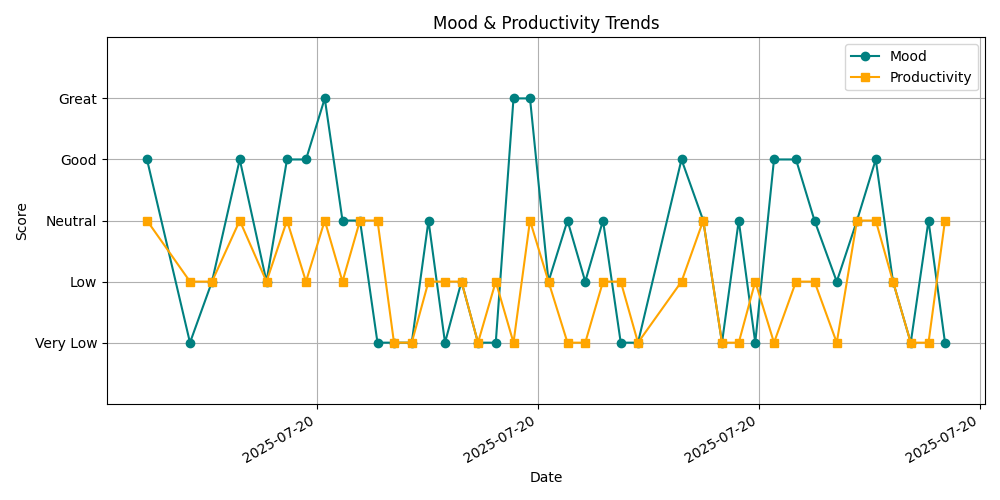 Mood & Productivity Trends
Mood
Productivity
Great
Good
Neutral
Low
Very Low
Score
2025-07-20
2025-07-20
2025-07-20
2025-07-20
Date